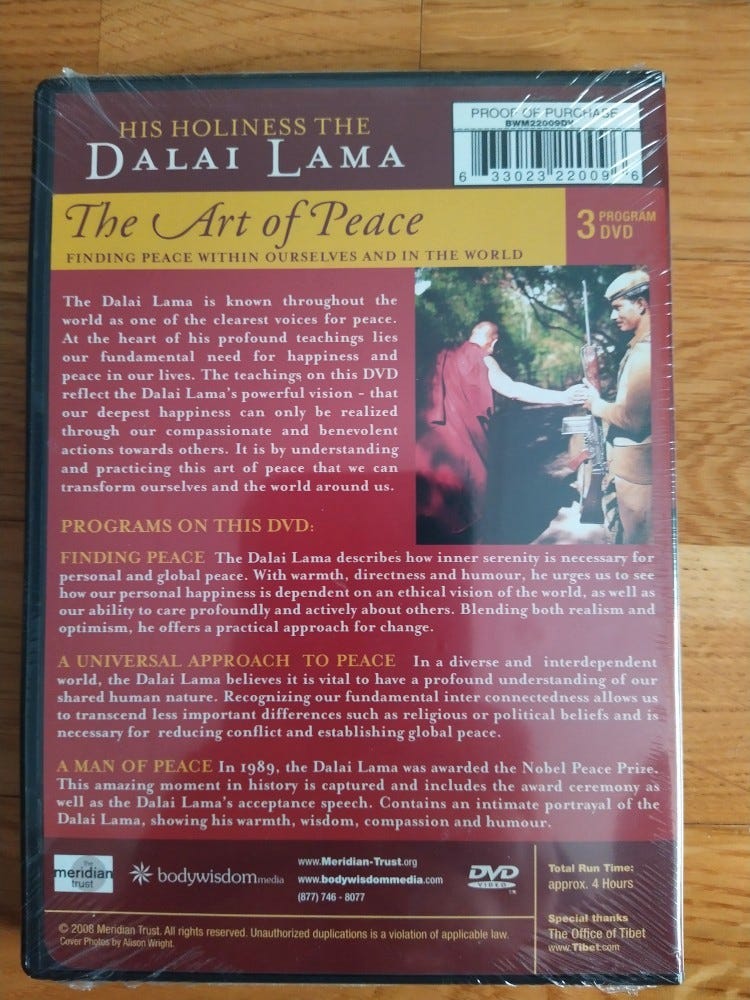 HIS HOLINESS THE
DALAI LAMA
PROOF OF PURCHASE
BWM22009DV
6 33023 22009 6
The Art of Peace
FINDING PEACE WITHIN OURSELVES AND IN THE WORLD
3 PROGRAM
DVD
The Dalai Lama is known throughout the
world as one of the clearest voices for peace.
At the heart of his profound teachings lies
our fundamental need for happiness and
peace in our lives. The teachings on this DVD
reflect the Dalai Lama's powerful vision - that
our deepest happiness can only be realized
through our compassionate and benevolent
actions towards others. It is by understanding
and practicing this art of peace that we can
transform ourselves and the world around us.
PROGRAMS ON THIS DVD:
FINDING PEACE The Dalai Lama describes how inner serenity is necessary for
personal and global peace. With warmth, directness and humour, he urges us to see
how our personal happiness is dependent on an ethical vision of the world, as well as
our ability to care profoundly and actively about others. Blending both realism and
optimism, he offers a practical approach for change.
A UNIVERSAL APPROACH TO PEACE In a diverse and interdependent
world, the Dalai Lama believes it is vital to have a profound understanding of our
shared human nature. Recognizing our fundamental inter connectedness allows us
to transcend less important differences such as religious or political beliefs and is
necessary for reducing conflict and establishing global peace.
A MAN OF PEACE In 1989, the Dalai Lama was awarded the Nobel Peace Prize.
This amazing moment in history is captured and includes the award ceremony as
well as the Dalai Lama's acceptance speech. Contains an intimate portrayal of the
Dalai Lama, showing his warmth, wisdom, compassion and humour.
the
meridian
trust
bodywisdommedia
www.Meridian-Trust.org
www.bodywisdommedia.com
(877) 746 - 8077
DVD
VIDEO
Total Run Time:
approx. 4 Hours
© 2008 Meridian Trust. All rights reserved. Unauthorized duplications is a violation of applicable law.
Cover Photos by Alison Wright.
Special thanks
The Office of Tibet
www.Tibet.com